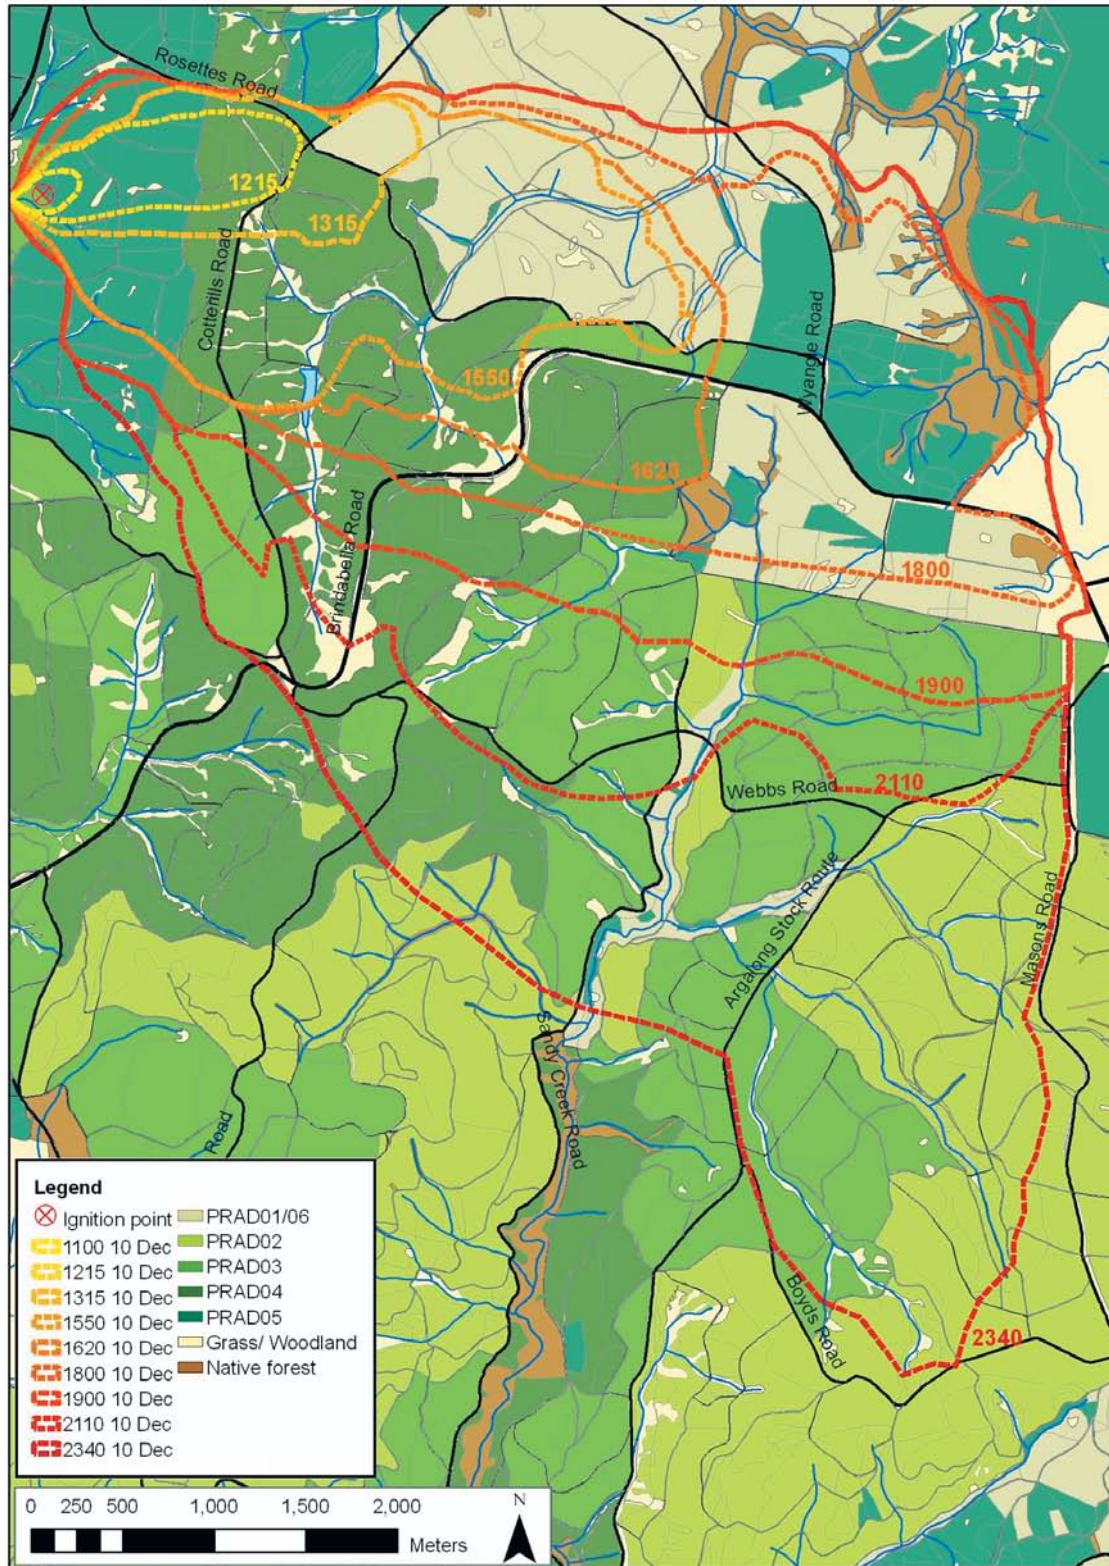 Rosettes Road
1215
1315
Cotterills Road
Wyangle Road
1550
1620
Brindabella Road
1800
1900
2110
Webbs Road
Argalong Stock Route
Masons Road
Sandy Creek Road
Road
Boyds Road
2340
Legend
Ignition point
1100 10 Dec
1215 10 Dec
1315 10 Dec
1550 10 Dec
1620 10 Dec
1800 10 Dec
1900 10 Dec
2110 10 Dec
2340 10 Dec
PRAD01/06
PRAD02
PRAD03
PRAD04
PRAD05
Grass/ Woodland
Native forest
0 250 500 1,000 1,500 2,000
Meters
N